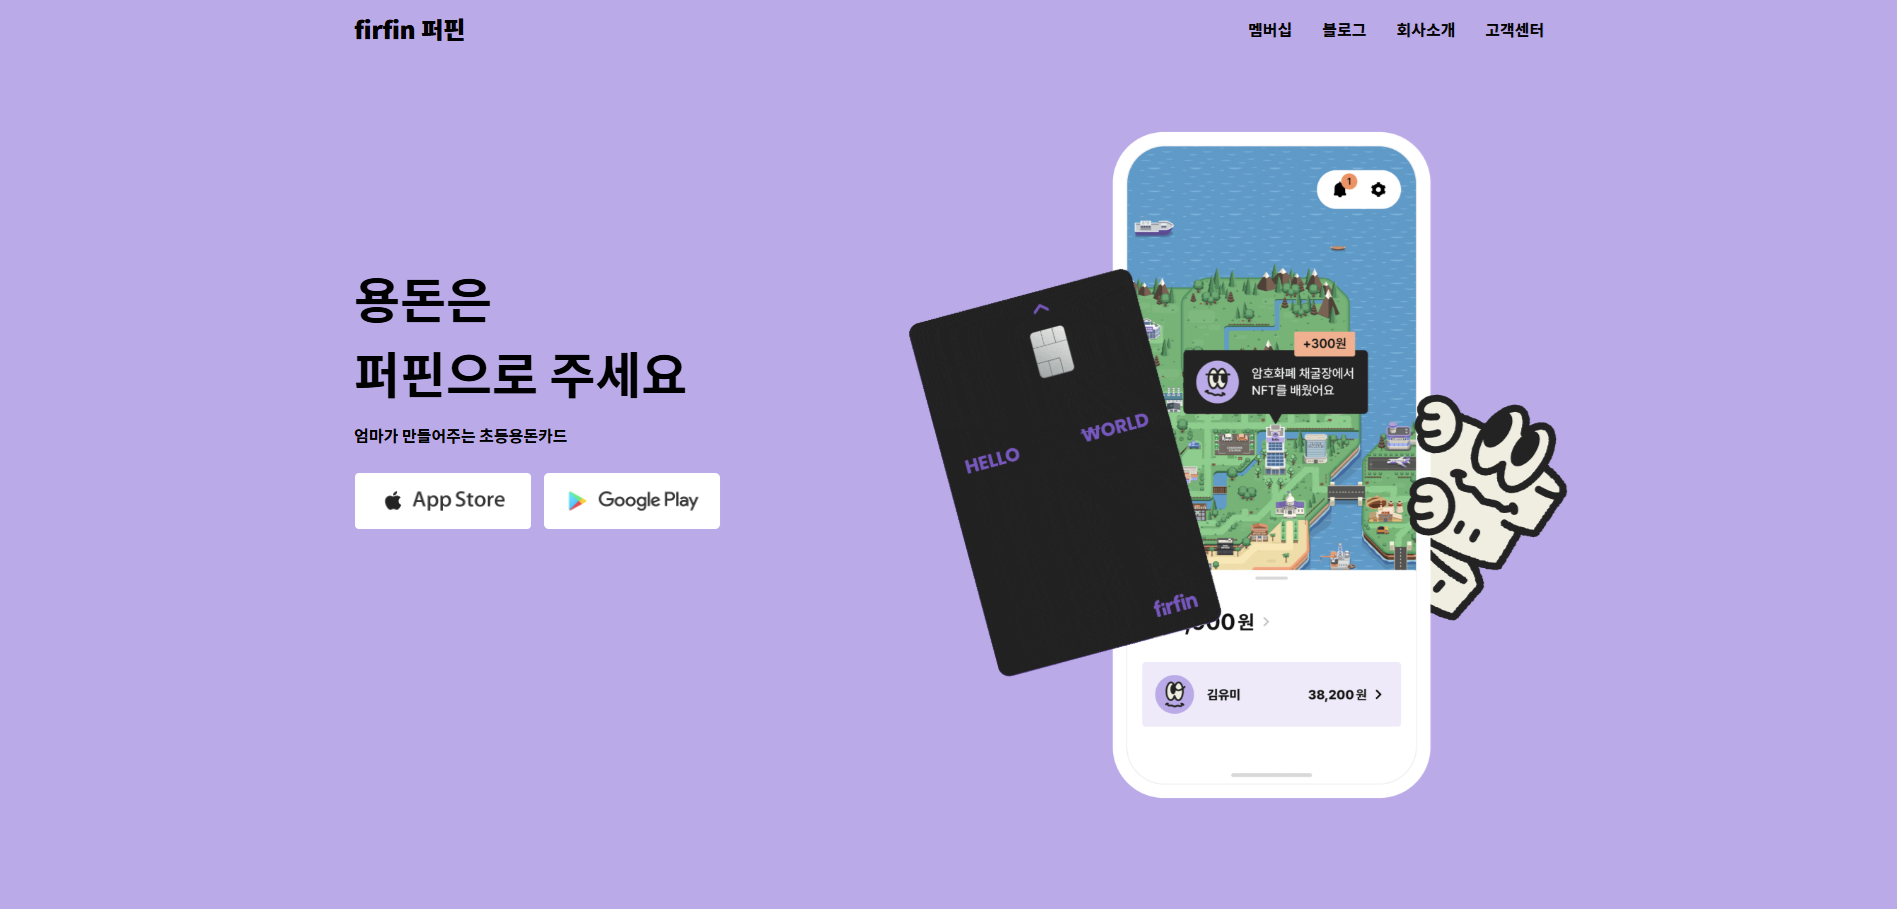 firfin 퍼핀
멤버십 블로그 회사소개 고객센터
용돈은
퍼핀으로 주세요
엄마가 만들어주는 초등용돈카드
App Store
Google Play
HELLO
WORLD
firfin
1
+300원
암호화폐 채굴장에서
NFT를 배웠어요
원
김유미
38,200원